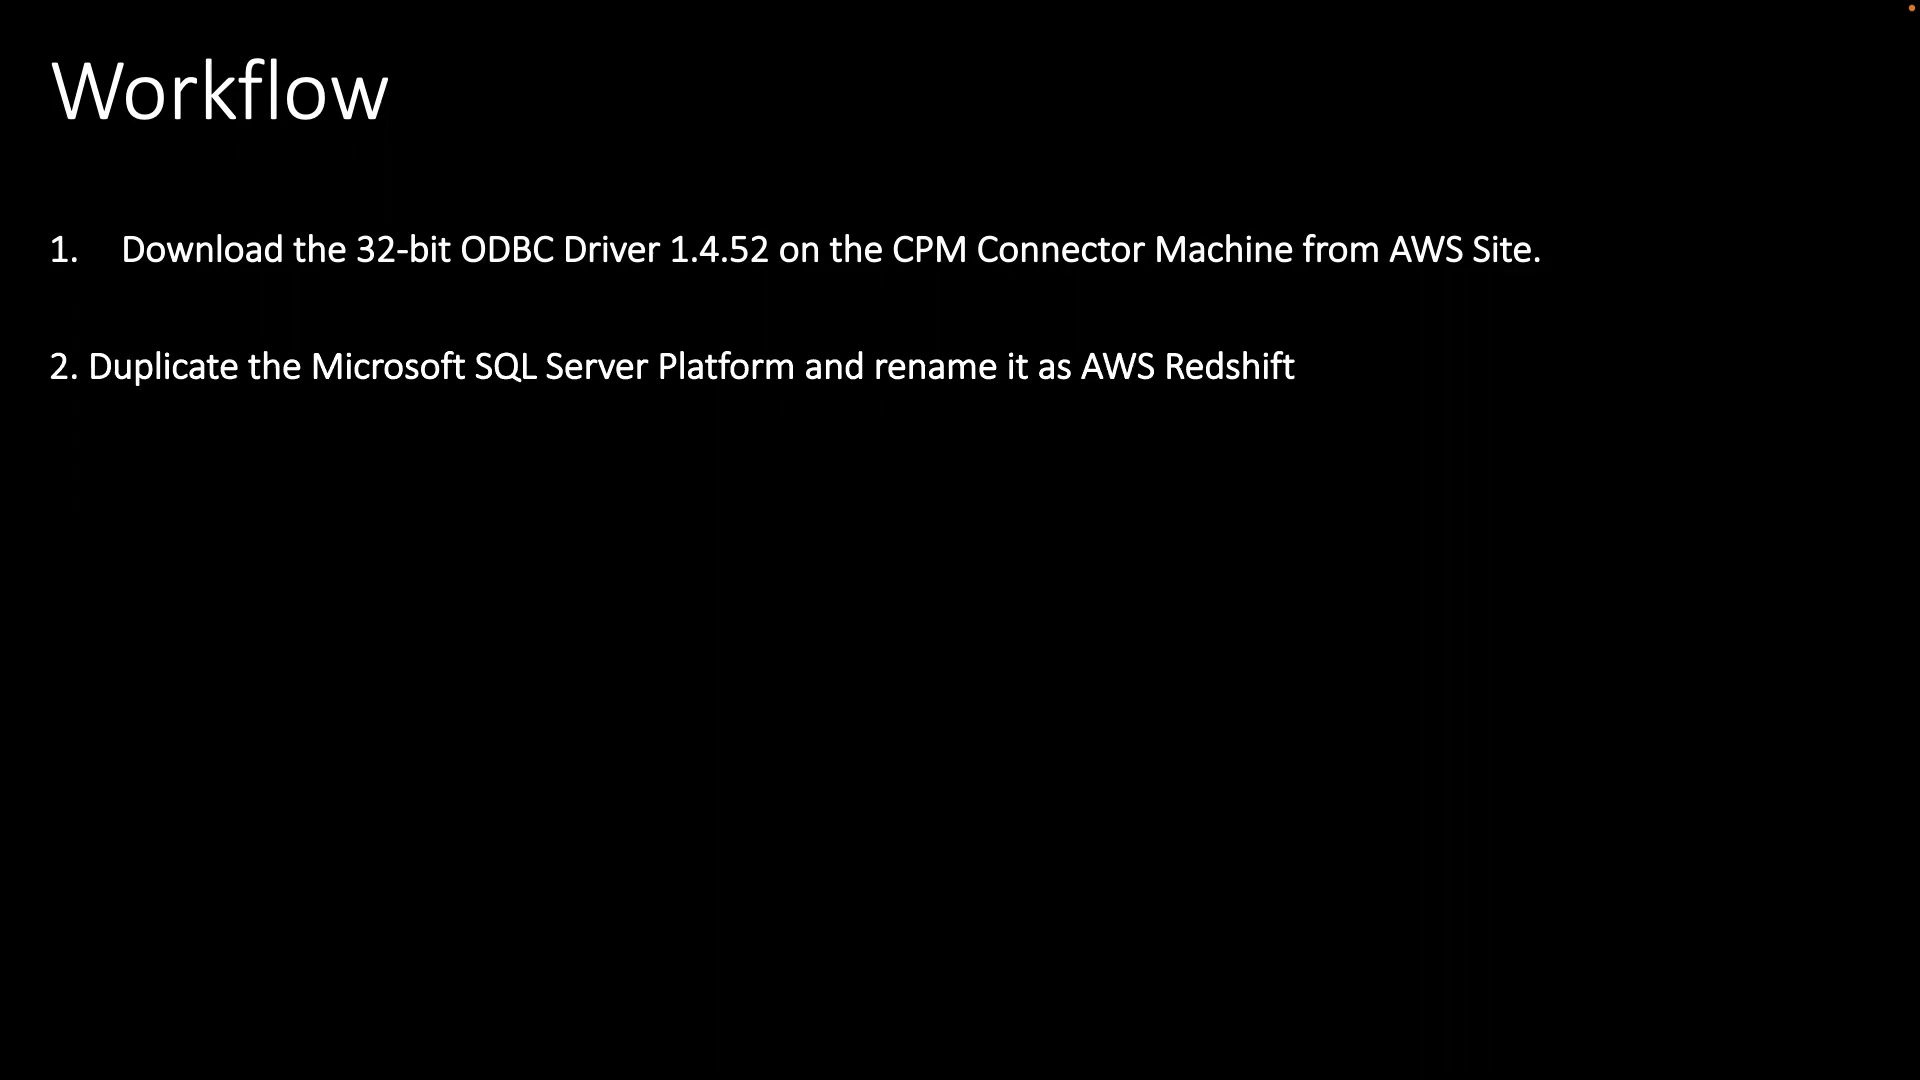 Workflow
1. Download the 32-bit ODBC Driver 1.4.52 on the CPM Connector Machine from AWS Site.
2. Duplicate the Microsoft SQL Server Platform and rename it as AWS Redshift